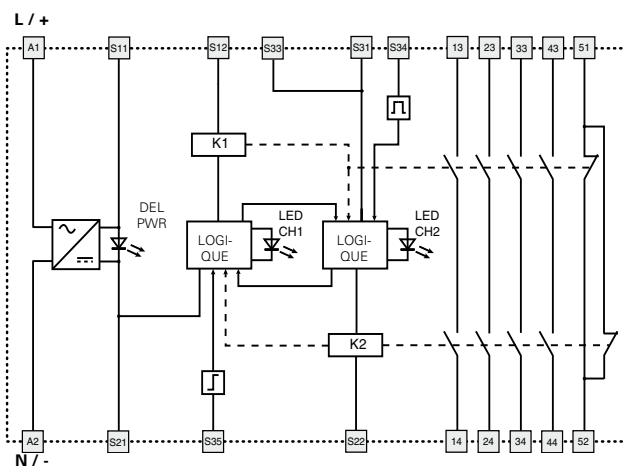 L / +
A1 S11 S12 S33 S31 S34 13 23 33 43 51
K1
DEL
PWR
LOGI-
QUE
LED
CH1
LOGI-
QUE
LED
CH2
K2
A2 S21 S35 S22 14 24 34 44 52
N / -